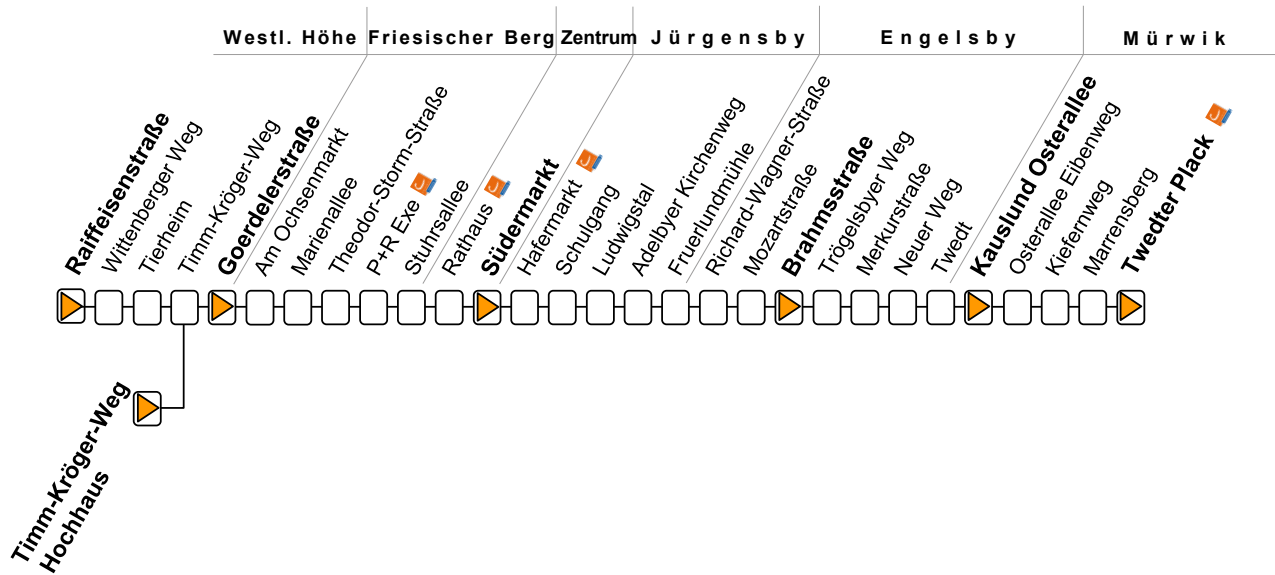 Westl. Höhe
Friesischer Berg
Zentrum
Jürgensby
Engelsby
Mürwik
Raiffeisenstraße
Wittenberger Weg
Tierheim
Timm-Kröger-Weg
Goerdelerstraße
Am Ochsenmarkt
Marienallee
Theodor-Storm-Straße
P+R Exe
Stuhrsallee
Rathaus
Südermarkt
Hafermarkt
Schulgang
Ludwigstal
Adelbyer Kirchenweg
Fruerlundmühle
Richard-Wagner-Straße
Mozartstraße
Brahmsstraße
Trögelsbyer Weg
Merkurstraße
Neuer Weg
Twedt
Kauslund Osterallee
Osterallee Eibenweg
Kiefernweg
Marrensberg
Twedter Plack
Timm-Kröger-Weg
Hochhaus